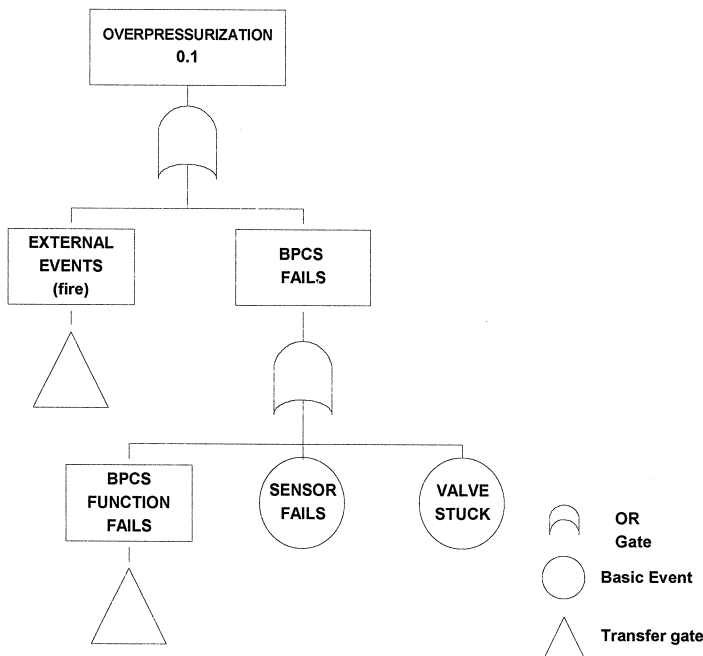 OVERPRESSURIZATION
0.1
EXTERNAL
EVENTS
(fire)
BPCS
FAILS
BPCS
FUNCTION
FAILS
SENSOR
FAILS
VALVE
STUCK
OR
Gate
Basic Event
Transfer gate